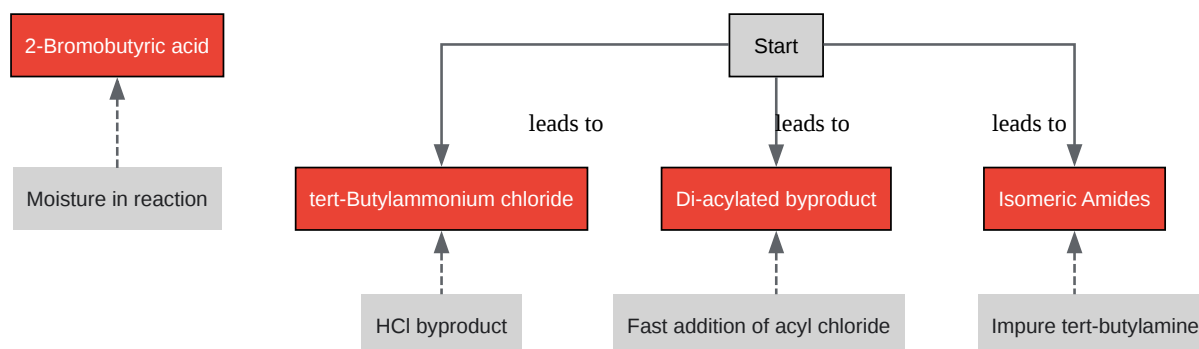 2-Bromobutyric acid
Start
leads to
leads to
leads to
Moisture in reaction
tert-Butylammonium chloride
Di-acylated byproduct
Isomeric Amides
HCl byproduct
Fast addition of acyl chloride
Impure tert-butylamine